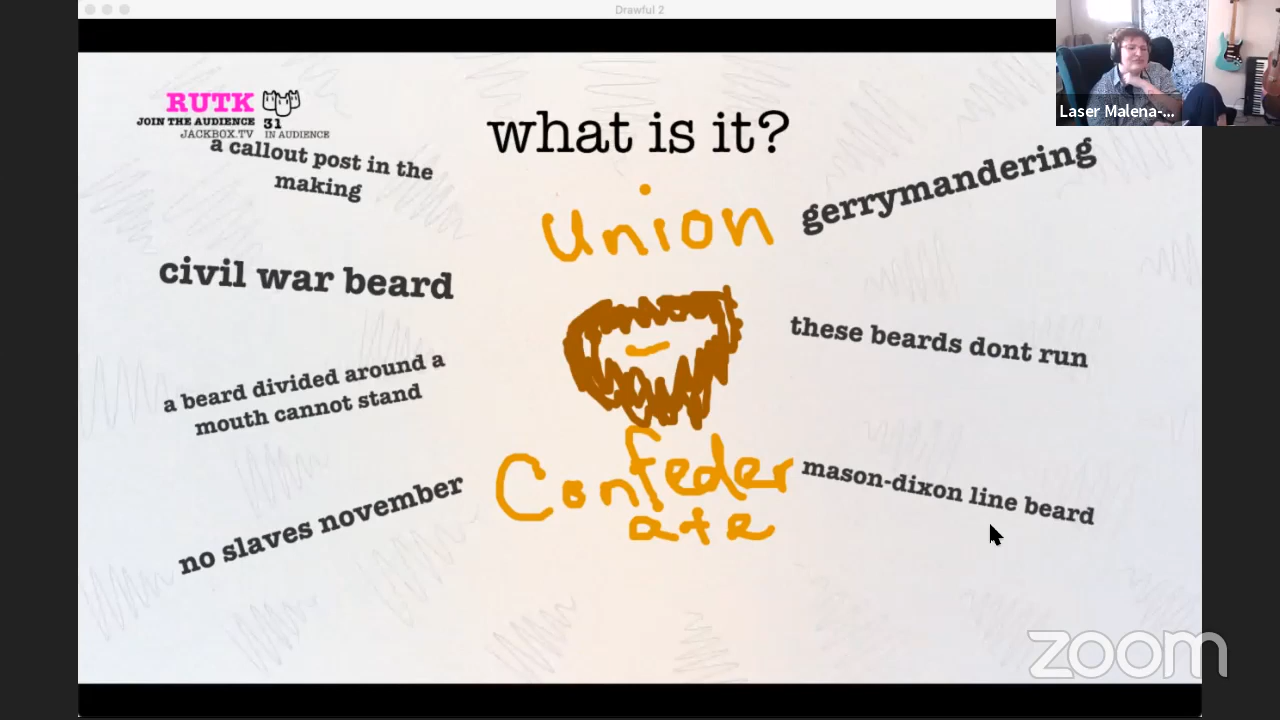 Drawful 2
RUTK
JOIN THE AUDIENCE
JACKBOX.TV
31
IN AUDIENCE
what is it?
Laser Malena-...
a callout post in the
making
civil war beard
a beard divided around a
mouth cannot stand
no slaves november
Union
Confeder
ate
gerrymandering
these beards dont run
mason-dixon line beard
zoom